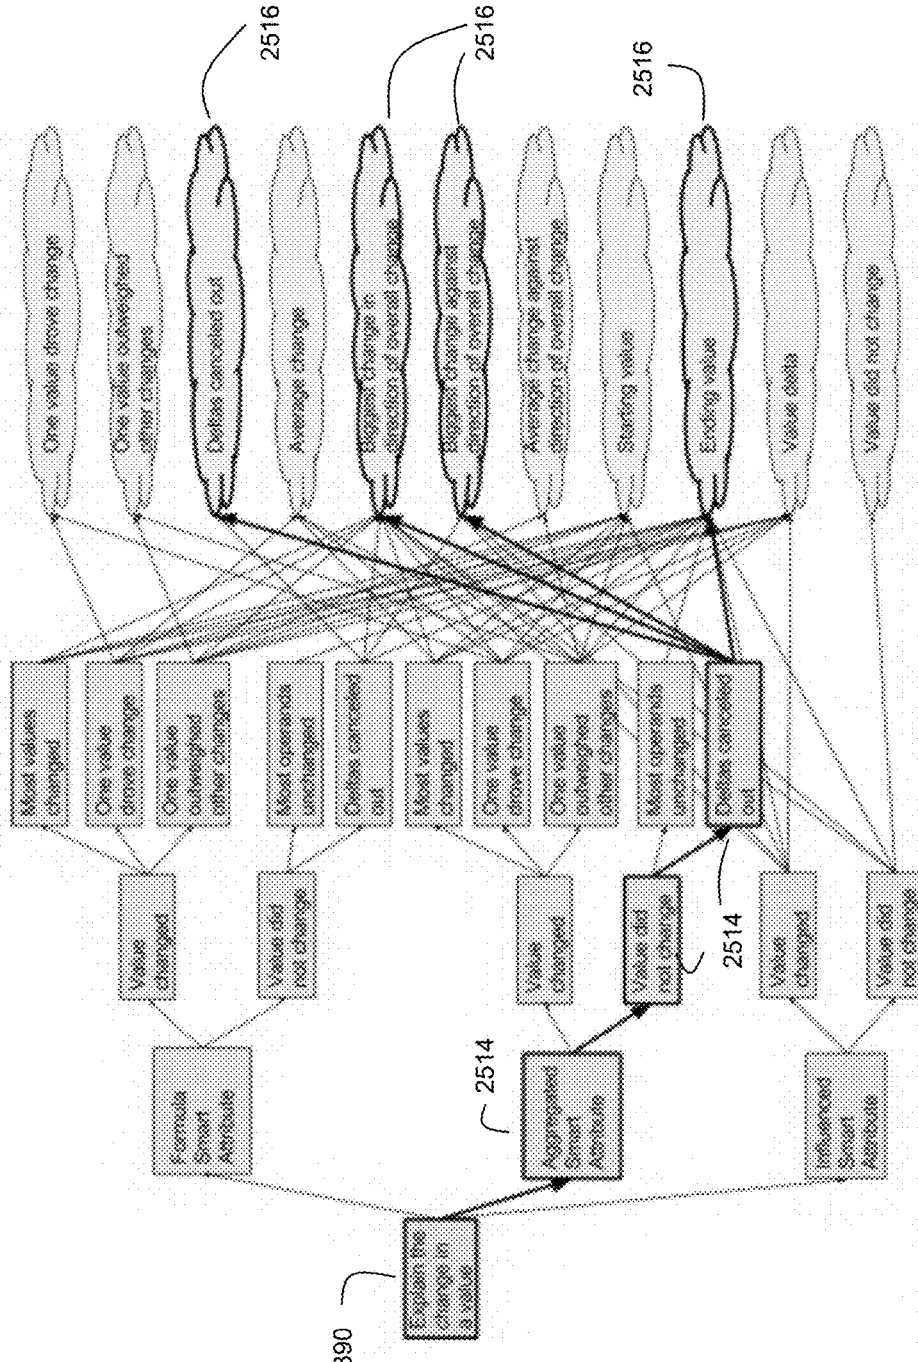 2516
2516
2516
One value drove change
One value outweighed
other changes
Deltas canceled out
Average change
Biggest change in
direction of overall change
Biggest change against
direction of overall change
Average change against
direction of overall change
Starting value
Ending value
Value delta
Value did not change
Most values
changed
One value
drove change
One value
outweighed
other changes
Most operands
unchanged
Deltas canceled
out
Most values
changed
One value
drove change
One value
outweighed
other changes
Most operands
unchanged
Deltas canceled
out
2514
Value
changed
Value did
not change
Value
changed
Value did
not change
Value
changed
Value did
not change
2514
Formula
Smart
Attribute
Aggregated
Smart
Attribute
Influenced
Smart
Attribute
Explain the
change in
a value
390